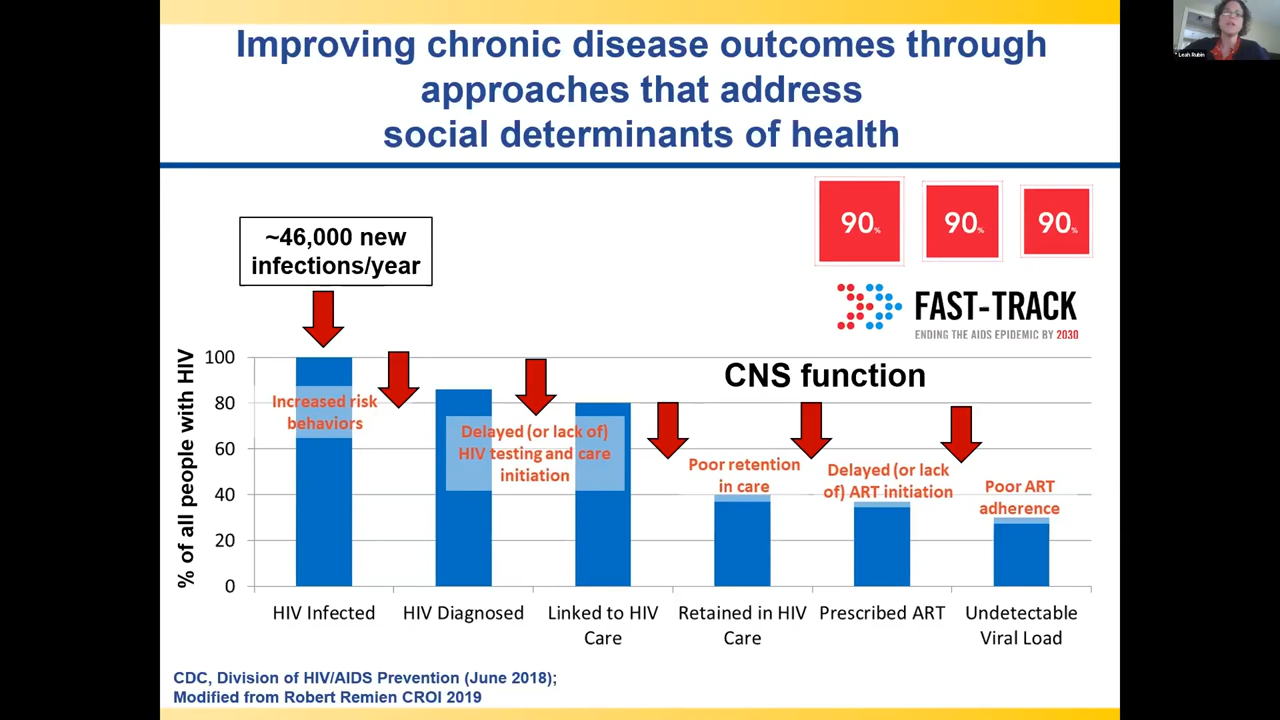 Improving chronic disease outcomes through
approaches that address
social determinants of health
* Leah Rubin
90%
90%
90%
~46,000 new
infections/year
FAST-TRACK
ENDING THE AIDS EPIDEMIC BY 2030
CNS function
% of all people with HIV
100
80
60
40
20
0
Increased risk
behaviors
Delayed (or lack of)
HIV testing and care
initiation
Poor retention
in care
Delayed (or lack
of) ART initiation
Poor ART
adherence
HIV Infected
HIV Diagnosed
Linked to HIV
Care
Retained in HIV
Care
Prescribed ART
Undetectable
Viral Load
CDC, Division of HIV/AIDS Prevention (June 2018);
Modified from Robert Remien CROI 2019